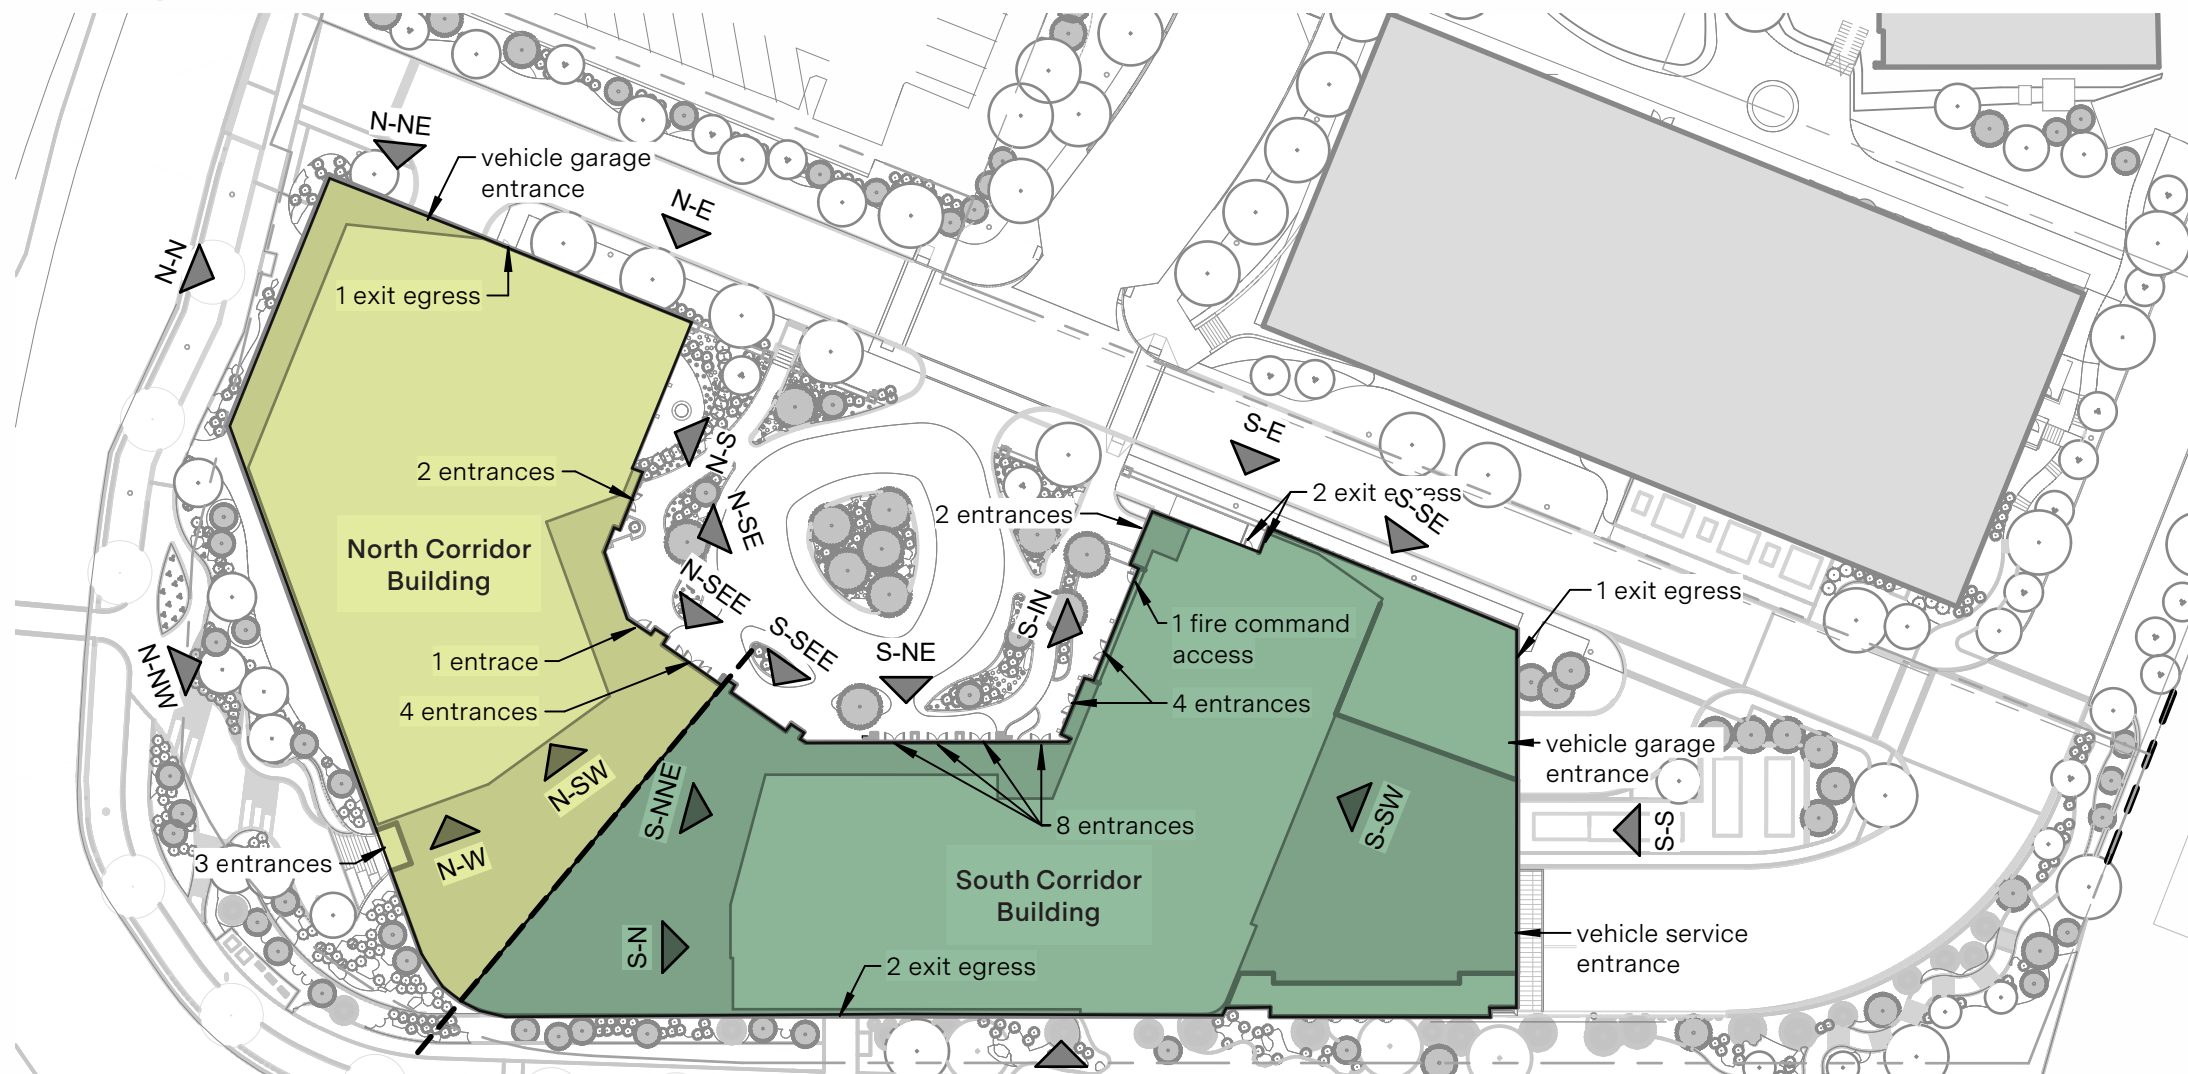 N-NE
vehicle garage
entrance
N-E
N-N
1 exit egress
S-E
N-S
2 entrances
2 exit egress
S-SE
2 entrances
N-SE
North Corridor
Building
N-SEE
1 exit egress
S-IN
1 fire command
access
S-SEE
S-NE
1 entrace
N-NW
4 entrances
4 entrances
vehicle garage
entrance
N-SW
S-NNE
S-SW
8 entrances
S-S
3 entrances
N-W
South Corridor
Building
S-N
vehicle service
entrance
2 exit egress